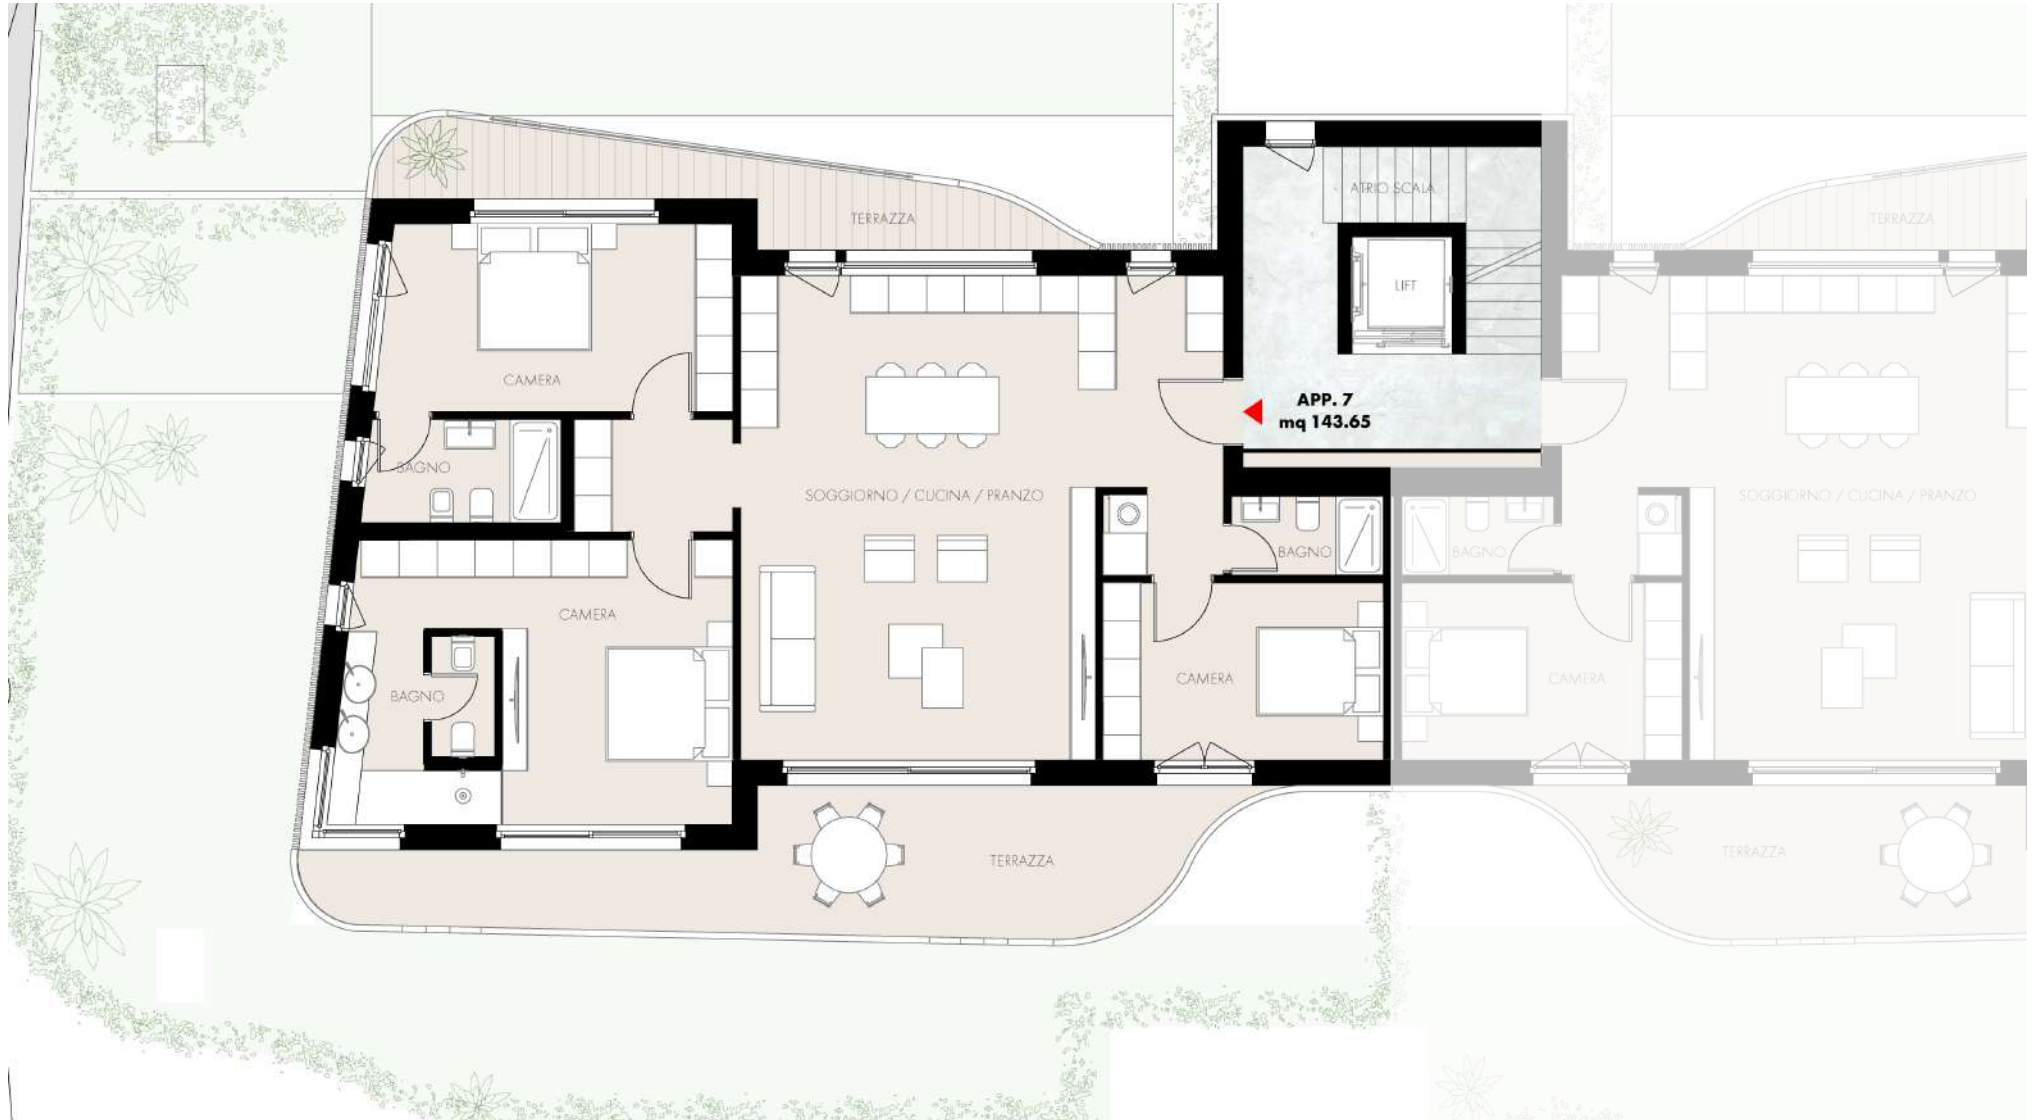 ATRIO SCALA
TERRAZZA
TERRAZZA
LIFT
CAMERA
APP. 7
mq 143.65
BAGNO
SOGGIORNO / CUCINA / PRANZO
SOGGIORNO / CUCINA / PRANZO
BAGNO
BAGNO
CAMERA
CAMERA
CAMERA
BAGNO
TERRAZZA
TERRAZZA